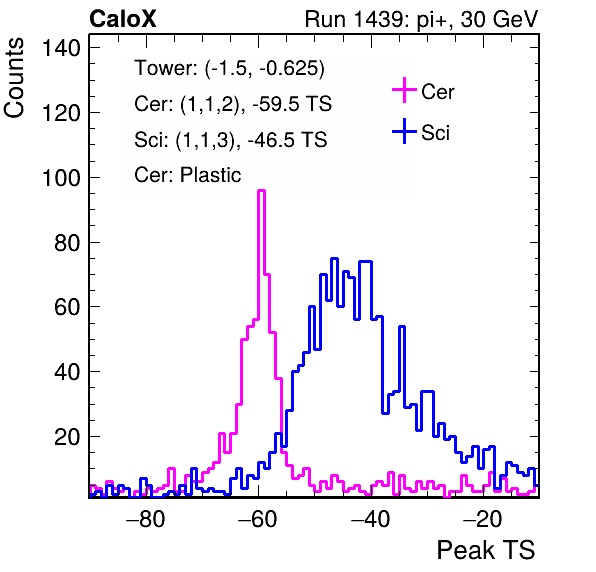 CaloX Run 1439: pi+, 30 GeV
Counts
140
120
100
80
60
40
20
Tower: (-1.5, -0.625)
Cer: (1,1,2), -59.5 TS
Sci: (1,1,3), -46.5 TS
Cer: Plastic
Cer
Sci
−80 −60 −40 −20
Peak TS